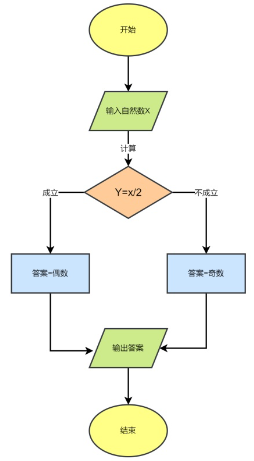 开始
输入自然数X
计算
Y=x/2
成立
不成立
答案=偶数
答案=奇数
输出答案
结束